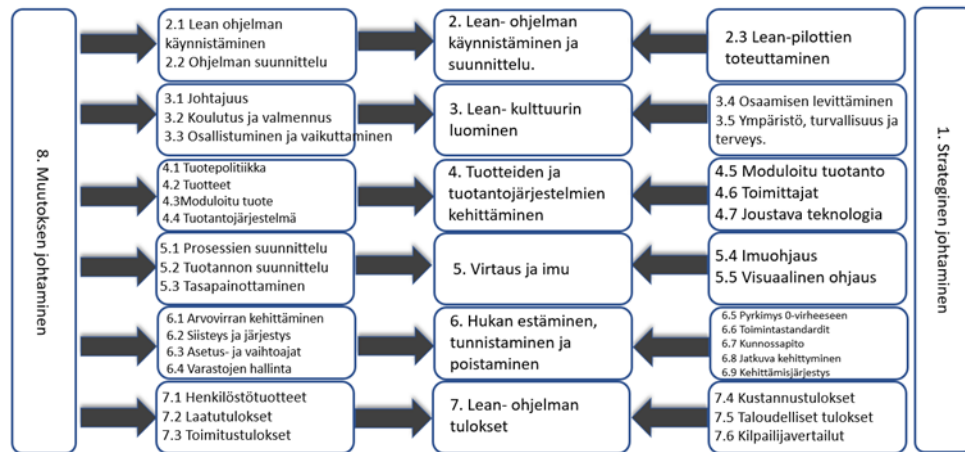 8. Muutoksen johtaminen
2.1 Lean ohjelman
käynnistäminen
2.2 Ohjelman suunnittelu
2. Lean- ohjelman
käynnistäminen ja
suunnittelu.
2.3 Lean-pilottien
toteuttaminen
3.1 Johtajuus
3.2 Koulutus ja valmennus
3.3 Osallistuminen ja vaikuttaminen
3. Lean- kulttuurin
luominen
3.4 Osaamisen levittäminen
3.5 Ympäristö, turvallisuus ja
terveys.
4.1 Tuotepolitiikka
4.2 Tuotteet
4.3Moduloitu tuote
4.4 Tuotantojärjestelmä
4. Tuotteiden ja
tuotantojärjestelmien
kehittäminen
4.5 Moduloitu tuotanto
4.6 Toimittajat
4.7 Joustava teknologia
5.1 Prosessien suunnittelu
5.2 Tuotannon suunnittelu
5.3 Tasapainottaminen
5. Virtaus ja imu
5.4 Imuohjaus
5.5 Visuaalinen ohjaus
6.1 Arvovirran kehittäminen
6.2 Siisteys ja järjestys
6.3 Asetus- ja vaihtoajat
6.4 Varastojen hallinta
6. Hukan estäminen,
tunnistaminen ja
poistaminen
6.5 Pyrkimys 0-virheeseen
6.6 Toimintastandardit
6.7 Kunnossapito
6.8 Jatkuva kehittyminen
6.9 Kehittämisjärjestys
7.1 Henkilöstötuotteet
7.2 Laatutulokset
7.3 Toimitustulokset
7. Lean- ohjelman
tulokset
7.4 Kustannustulokset
7.5 Taloudelliset tulokset
7.6 Kilpailijavertailut
1. Strateginen johtaminen